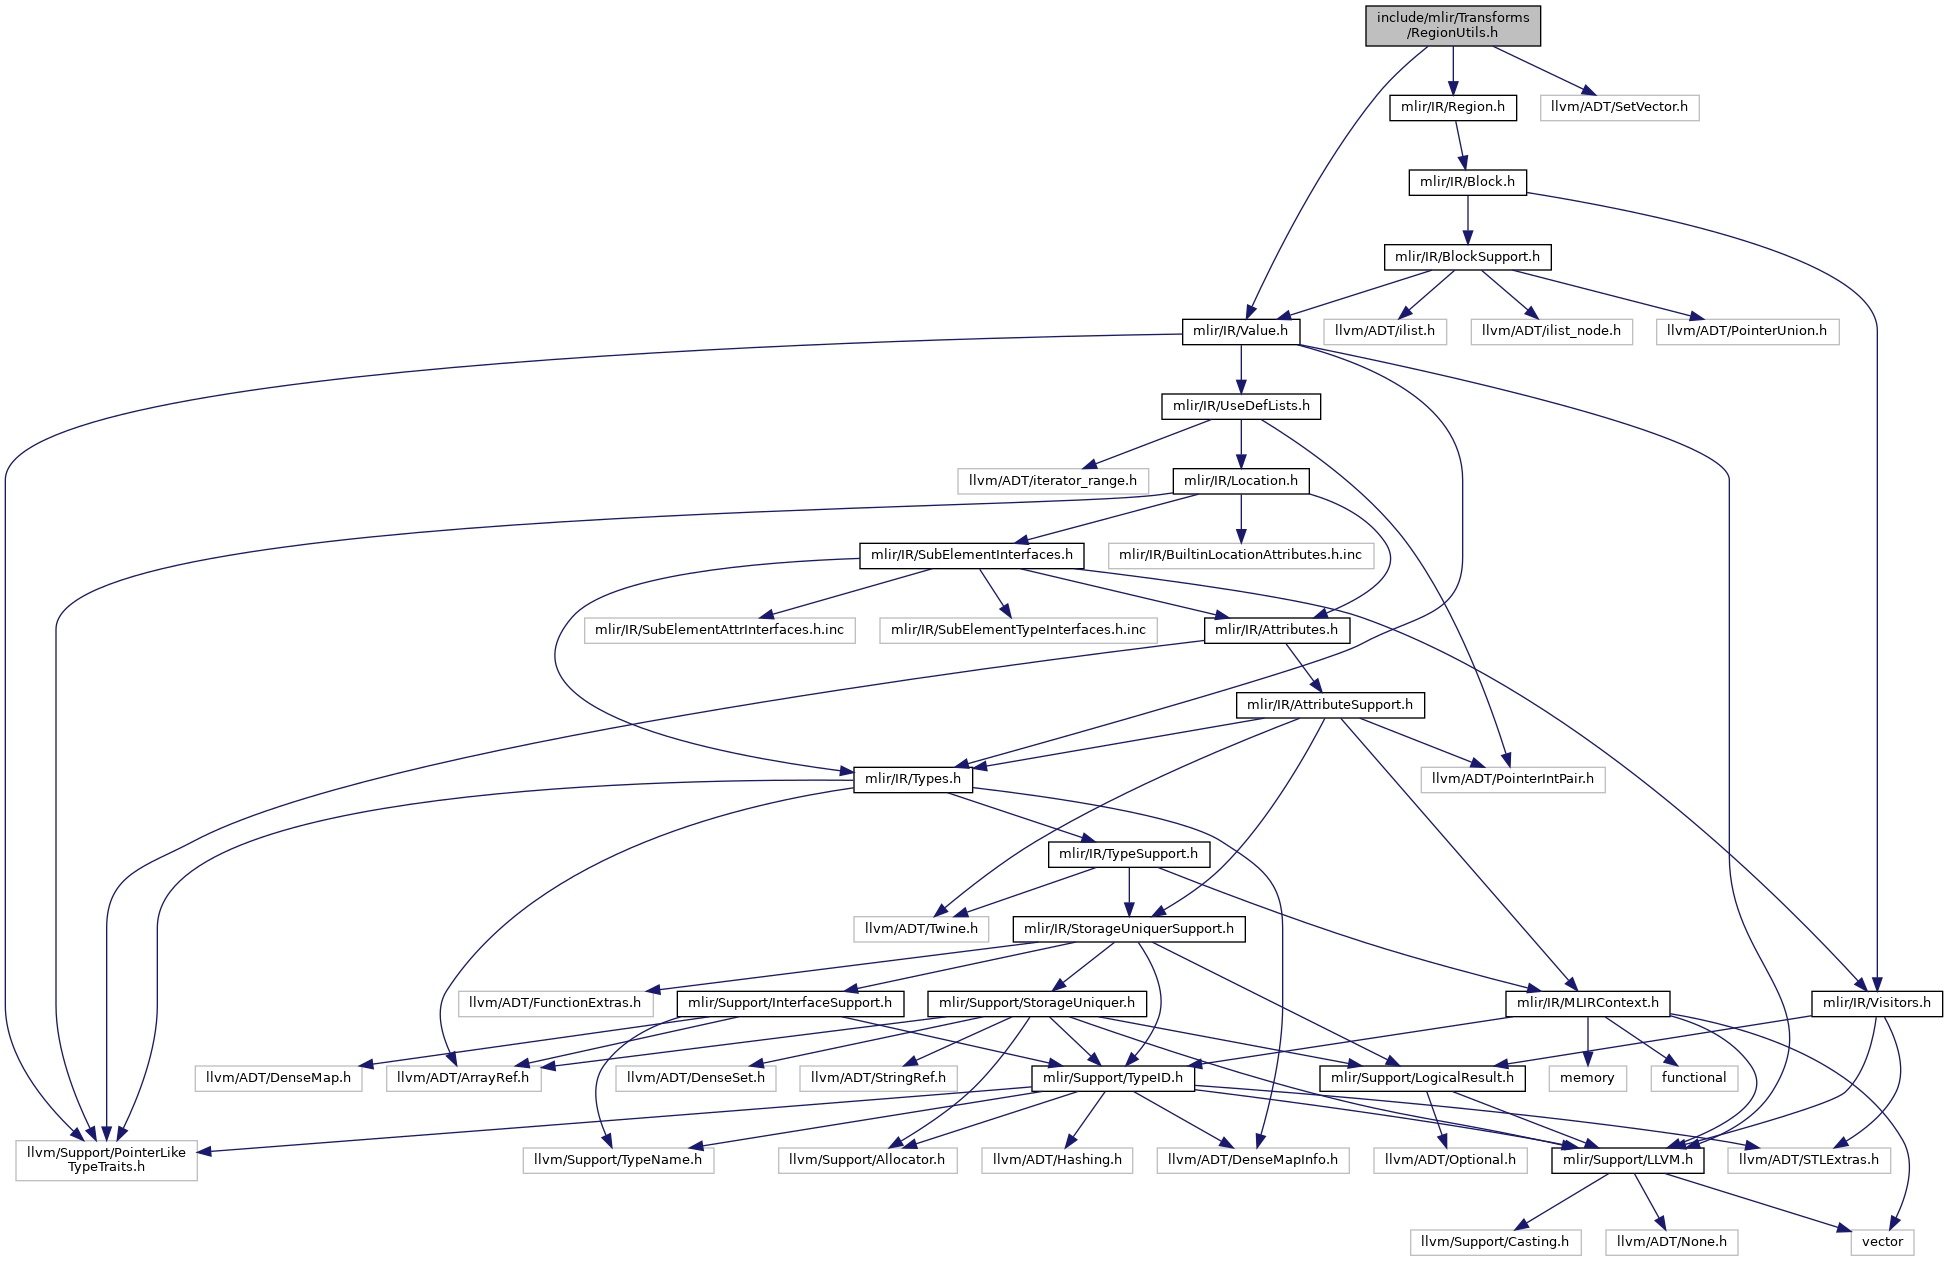 include/mlir/Transforms
/RegionUtils.h
mlir/IR/Region.h
llvm/ADT/SetVector.h
mlir/IR/Block.h
mlir/IR/BlockSupport.h
mlir/IR/Value.h
llvm/ADT/ilist.h
llvm/ADT/ilist_node.h
llvm/ADT/PointerUnion.h
mlir/IR/UseDefLists.h
llvm/ADT/iterator_range.h
mlir/IR/Location.h
mlir/IR/SubElementInterfaces.h
mlir/IR/BuiltinLocationAttributes.h.inc
mlir/IR/SubElementAttrInterfaces.h.inc
mlir/IR/SubElementTypeInterfaces.h.inc
mlir/IR/Attributes.h
mlir/IR/AttributeSupport.h
mlir/IR/Types.h
llvm/ADT/PointerIntPair.h
mlir/IR/TypeSupport.h
llvm/ADT/Twine.h
mlir/IR/StorageUniquerSupport.h
llvm/ADT/FunctionExtras.h
mlir/Support/InterfaceSupport.h
mlir/Support/StorageUniquer.h
mlir/IR/MLIRContext.h
mlir/IR/Visitors.h
llvm/ADT/DenseMap.h
llvm/ADT/ArrayRef.h
llvm/ADT/DenseSet.h
llvm/ADT/StringRef.h
mlir/Support/TypeID.h
mlir/Support/LogicalResult.h
memory
functional
llvm/Support/PointerLike
TypeTraits.h
llvm/Support/TypeName.h
llvm/Support/Allocator.h
llvm/ADT/Hashing.h
llvm/ADT/DenseMapInfo.h
llvm/ADT/Optional.h
mlir/Support/LLVM.h
llvm/ADT/STLExtras.h
llvm/Support/Casting.h
llvm/ADT/None.h
vector